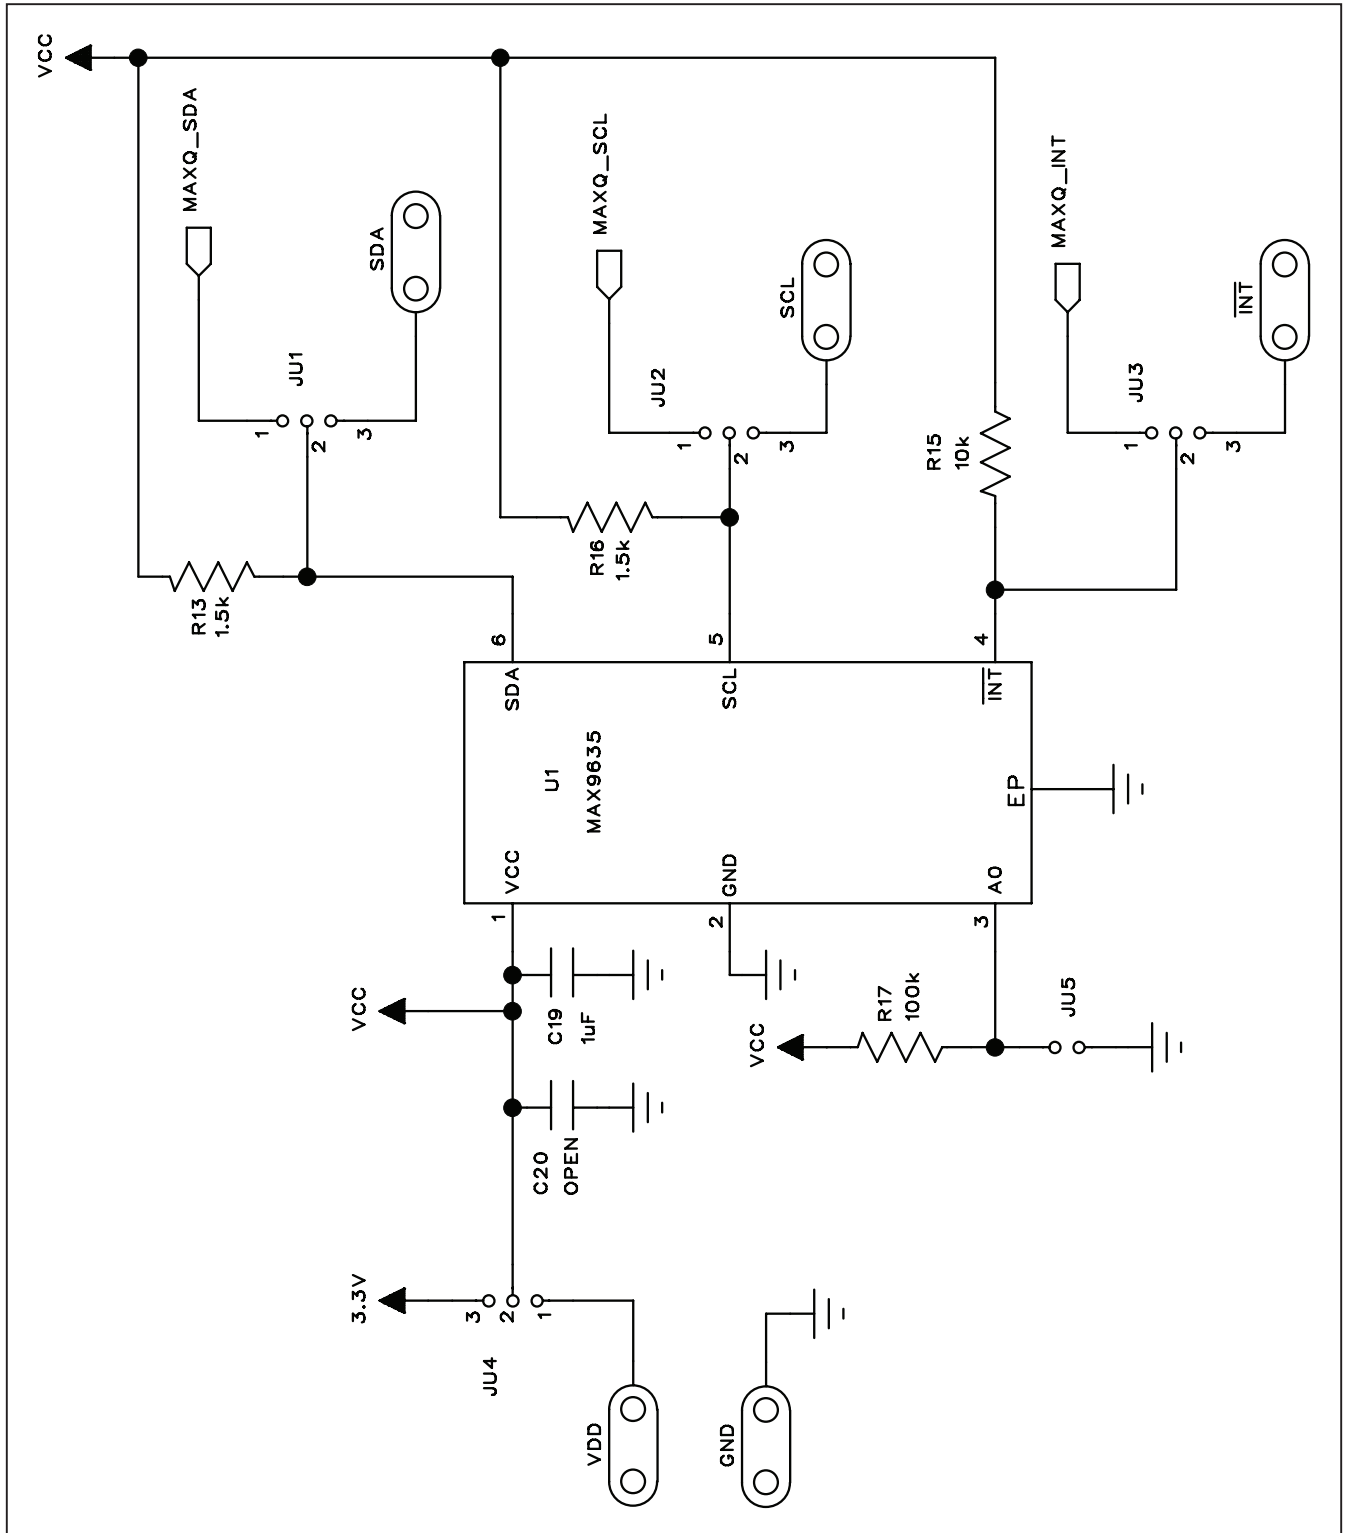 VCC
MAXQ_SDA
SDA
JU1
1
2
3
R13
1.5k
MAXQ_SCL
SCL
JU2
1
2
3
R16
1.5k
MAXQ_INT
INT
JU3
1
2
3
R15
10k
6
SDA
5
SCL
4
INT
U1
MAX9635
EP
VCC
1
GND
2
A0
3
VCC
C19
1uF
C20
OPEN
VCC
R17
100k
JU5
3.3V
3
2
1
JU4
VDD
GND